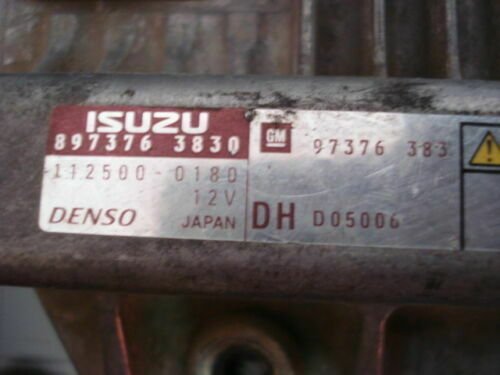 ISUZU
897376 3830
-112500-0180
12V
DENSO JAPAN
GM 97376 383
DH D05006